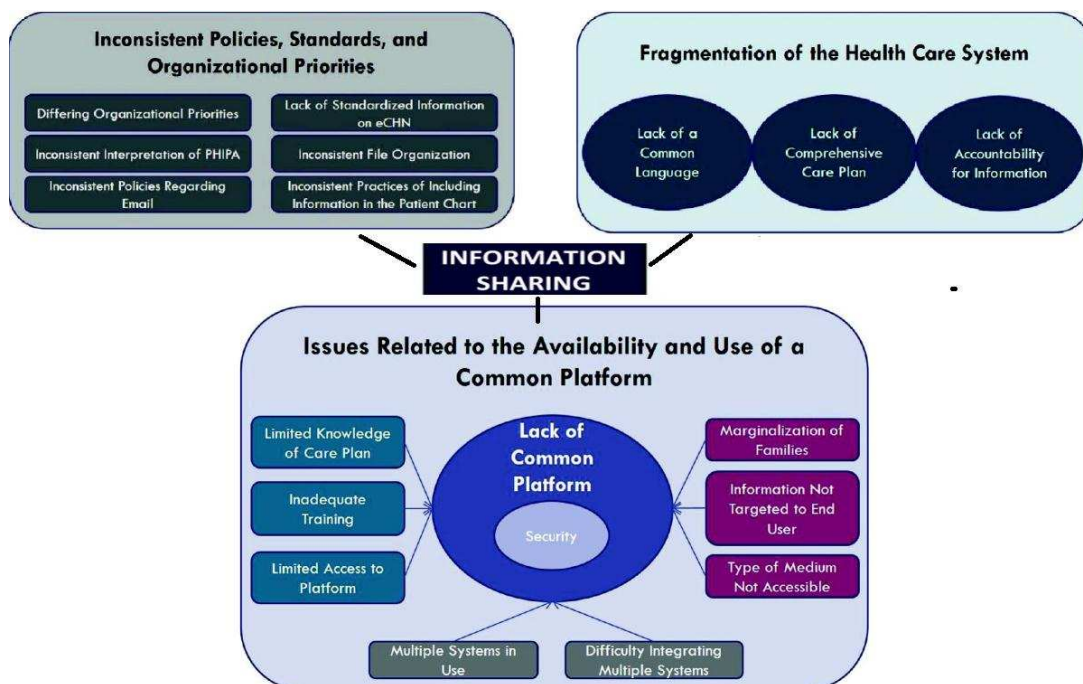 Inconsistent Policies, Standards, and
Organizational Priorities
Differing Organizational Priorities
Lack of Standardized Information
on eCHN
Inconsistent Interpretation of PHIPA
Inconsistent File Organization
Inconsistent Policies Regarding
Email
Inconsistent Practices of Including
Information in the Patient Chart
Fragmentation of the Health Care System
Lack of a
Common
Language
Lack of
Comprehensive
Care Plan
Lack of
Accountability
for Information
INFORMATION
SHARING
Issues Related to the Availability and Use of a
Common Platform
Limited Knowledge
of Care Plan
Inadequate
Training
Limited Access to
Platform
Lack of
Common
Platform
Security
Marginalization of
Families
Information Not
Targeted to End
User
Type of Medium
Not Accessible
Multiple Systems in
Use
Difficulty Integrating
Multiple Systems